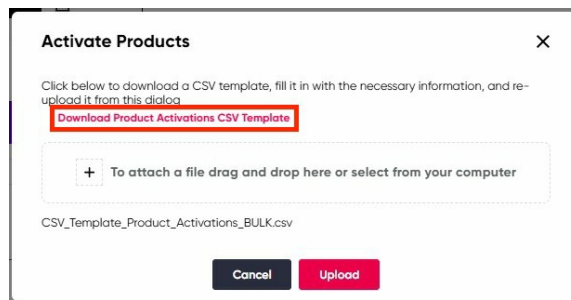 Activate Products
Click below to download a CSV template, fill it in with the necessary information, and re-
upload it from this dialog
Download Product Activations CSV Template
+ To attach a file drag and drop here or select from your computer
CSV_Template_Product_Activations_BULK.csv
Cancel Upload